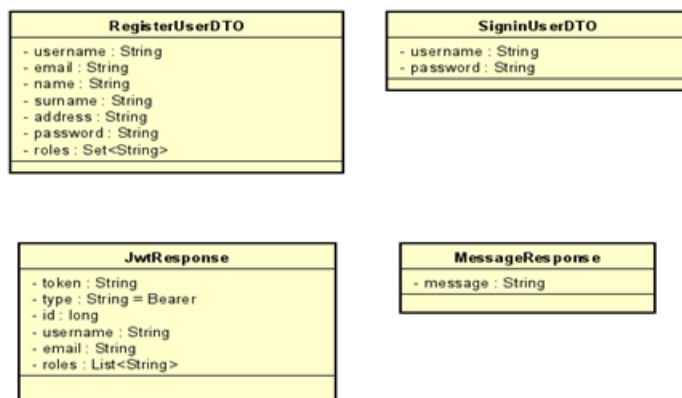 RegisterUserDTO
- username : String
- email : String
- name : String
- surname : String
- address : String
- password : String
- roles : Set<String>
SigninUserDTO
- username : String
- password : String
JwtResponse
- token : String
- type : String = Bearer
- id : long
- username : String
- email : String
- roles : List<String>
MessageResponse
- message : String